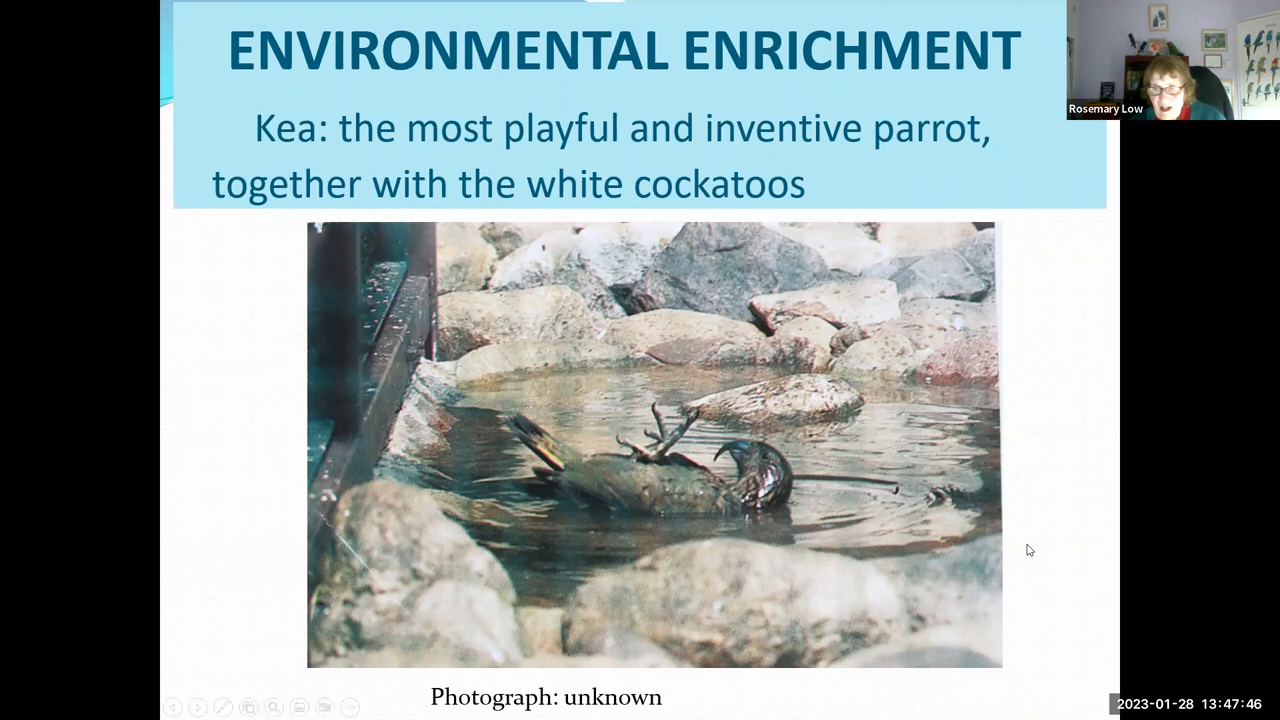 ENVIRONMENTAL ENRICHMENT
Kea: the most playful and inventive parrot,
together with the white cockatoos
Rosemary Low
Photograph: unknown
2023-01-28 13:47:46